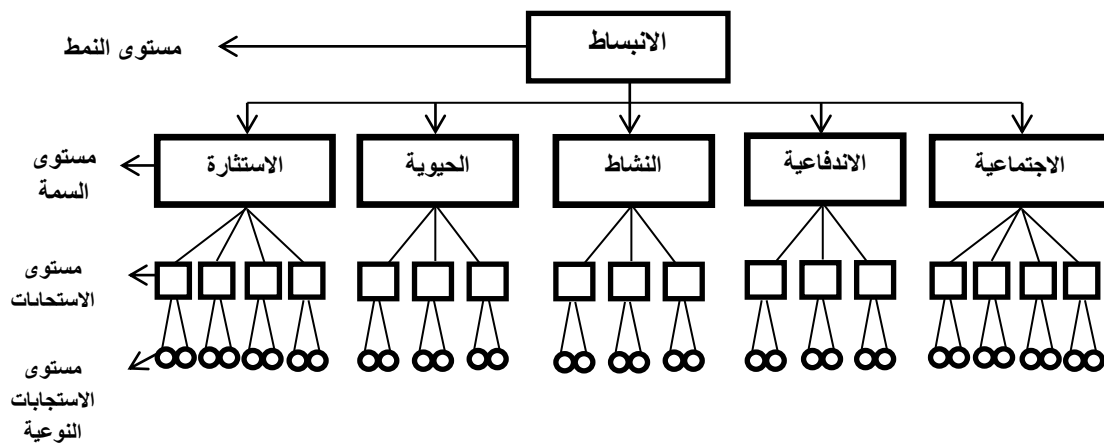 الانبساط
مستوى النمط
الاجتماعية
الاندفاعية
النشاط
الحيوية
الاستثارة
مستوى
السمة
مستوى
الاستجابات
مستوى
الاستجابات
النوعية